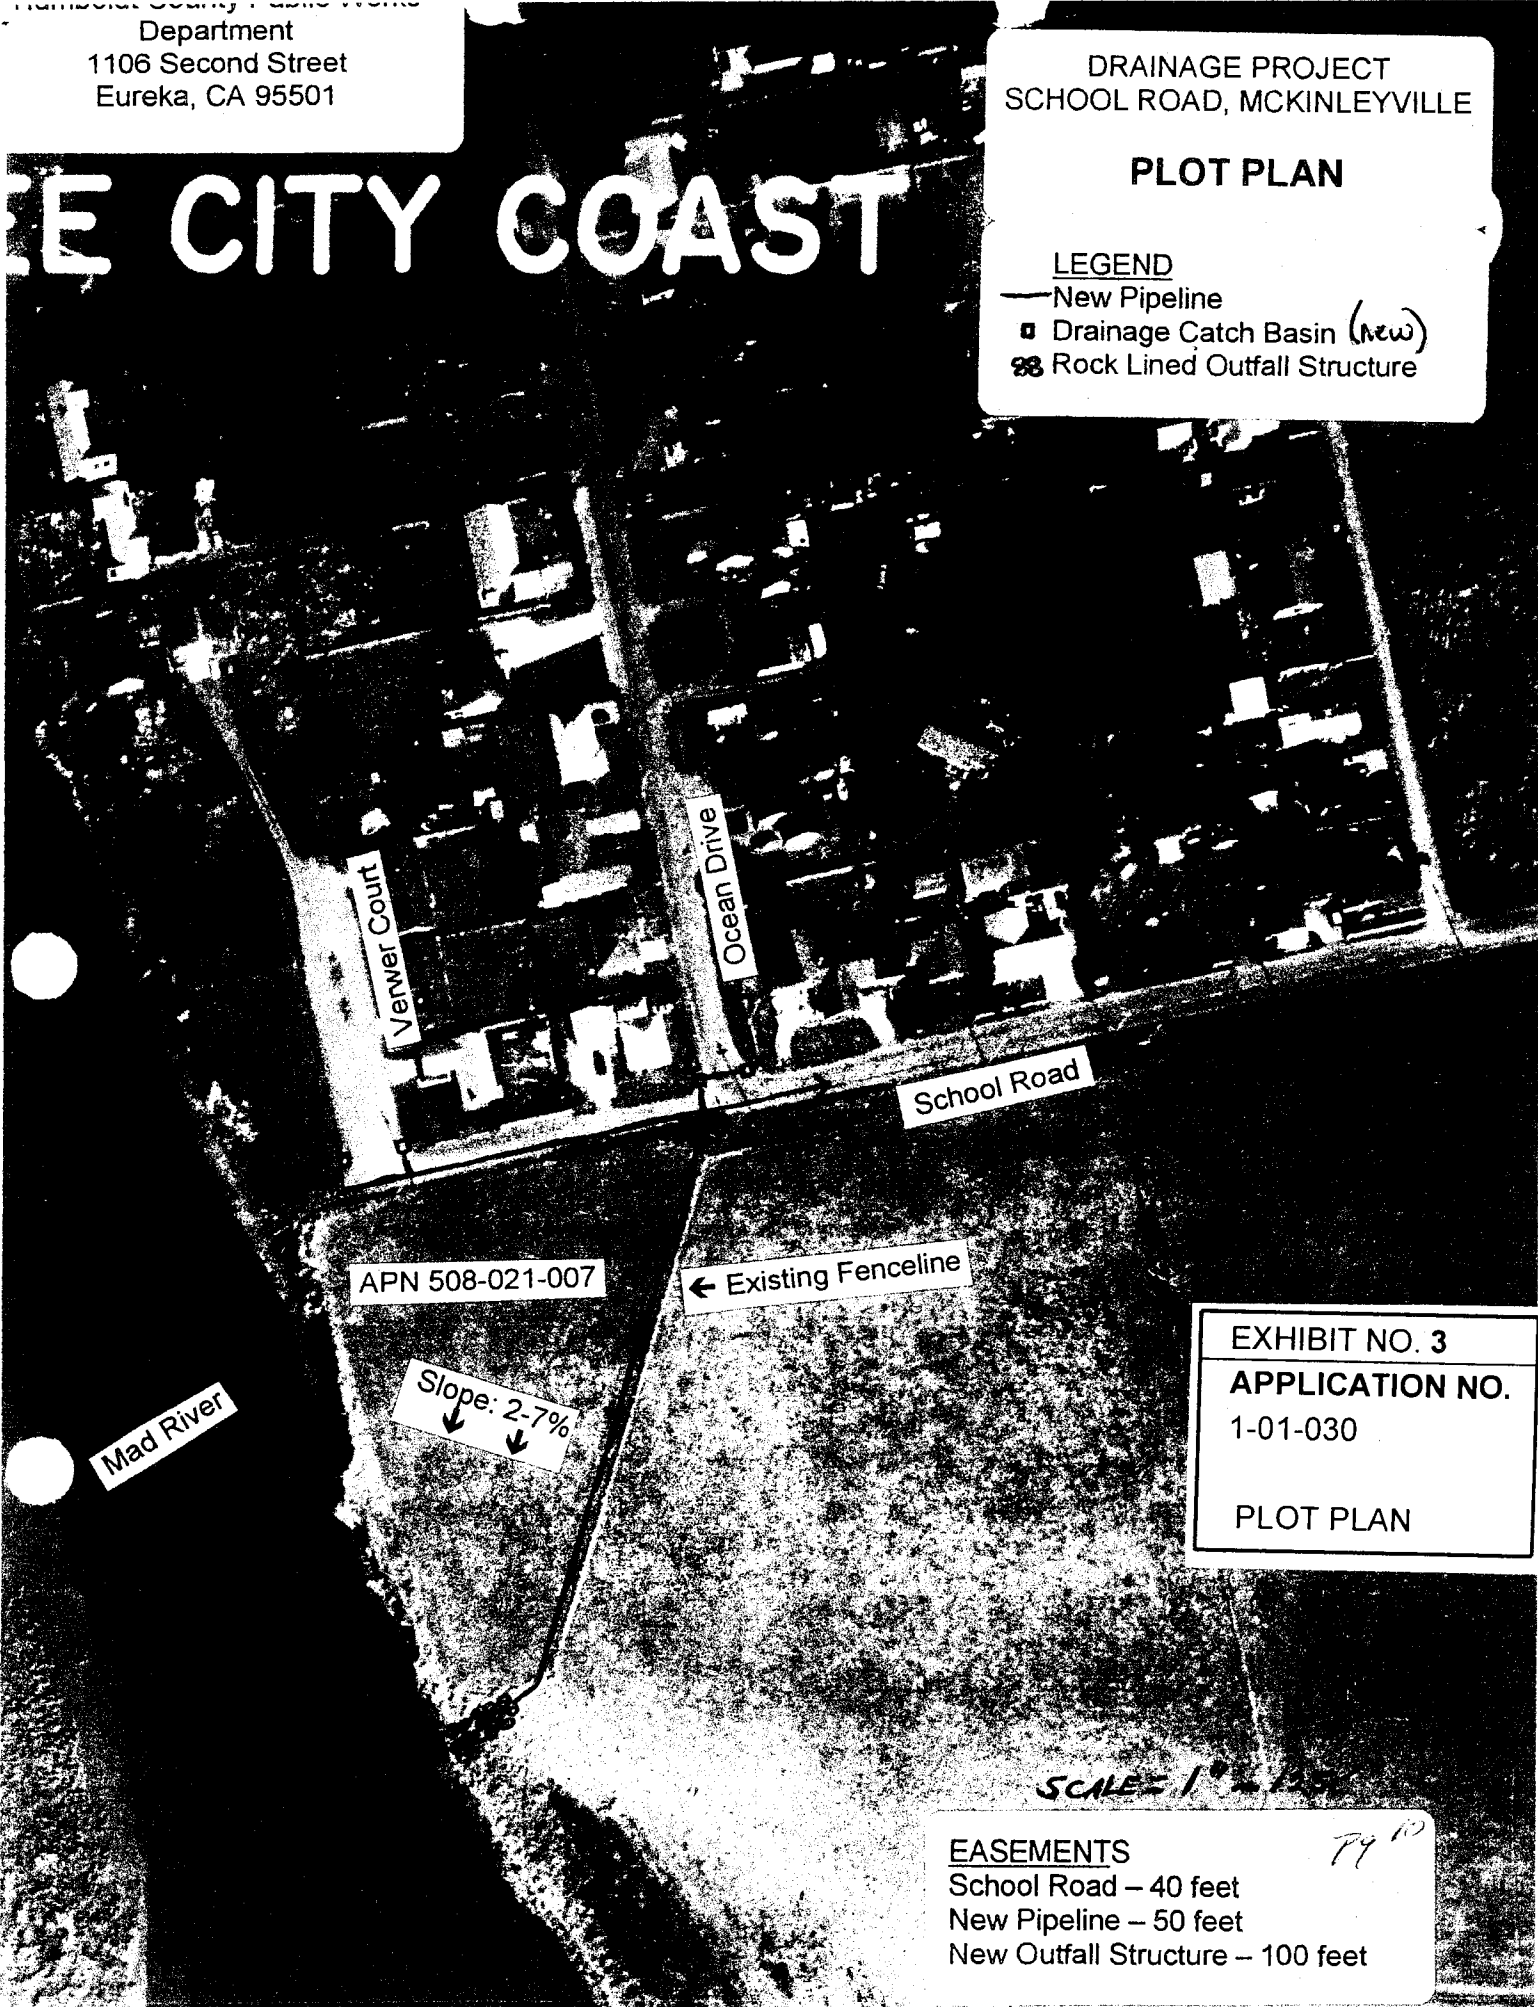 Department
1106 Second Street
Eureka, CA 95501
DRAINAGE PROJECT
SCHOOL ROAD, MCKINLEYVILLE
PLOT PLAN
E CITY COAST
LEGEND
New Pipeline
Drainage Catch Basin (new)
Rock Lined Outfall Structure
Verwer Court
Ocean Drive
School Road
APN 508-021-007
← Existing Fenceline
Slope: 2-7%
Mad River
EXHIBIT NO. 3
APPLICATION NO.
1-01-030
PLOT PLAN
SCALE = 1" =
EASEMENTS
School Road – 40 feet
New Pipeline – 50 feet
New Outfall Structure – 100 feet